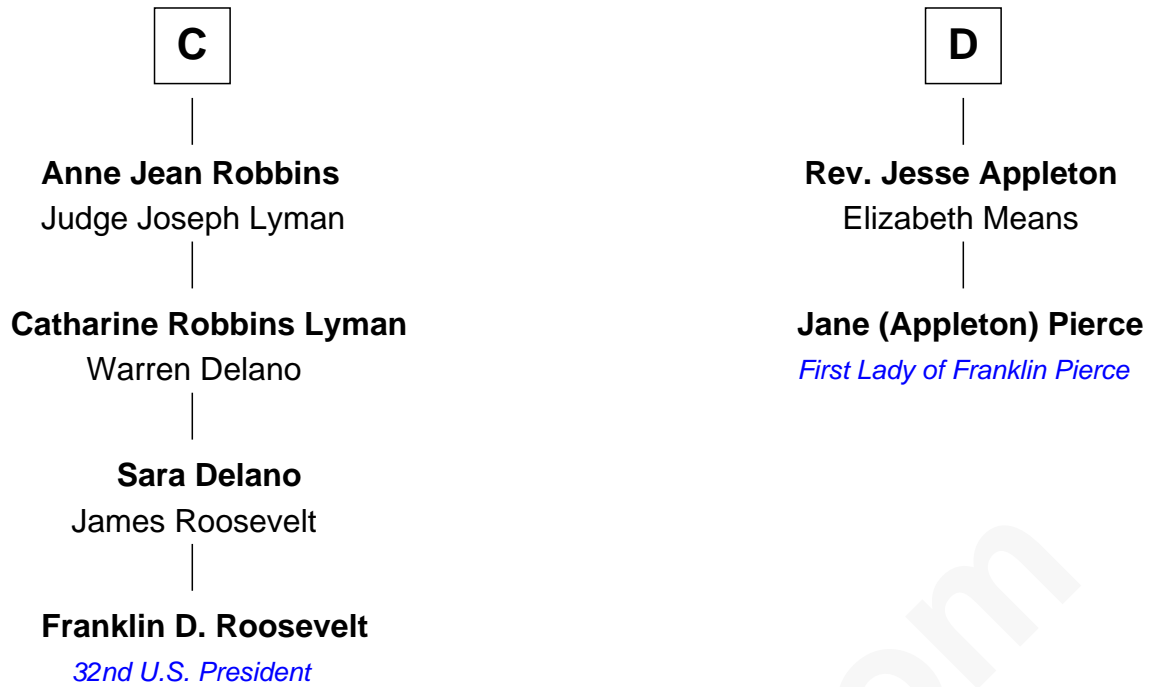 C
Anne Jean Robbins
Judge Joseph Lyman
Catharine Robbins Lyman
Warren Delano
Sara Delano
James Roosevelt
Franklin D. Roosevelt
32nd U.S. President
D
Rev. Jesse Appleton
Elizabeth Means
Jane (Appleton) Pierce
First Lady of Franklin Pierce
om